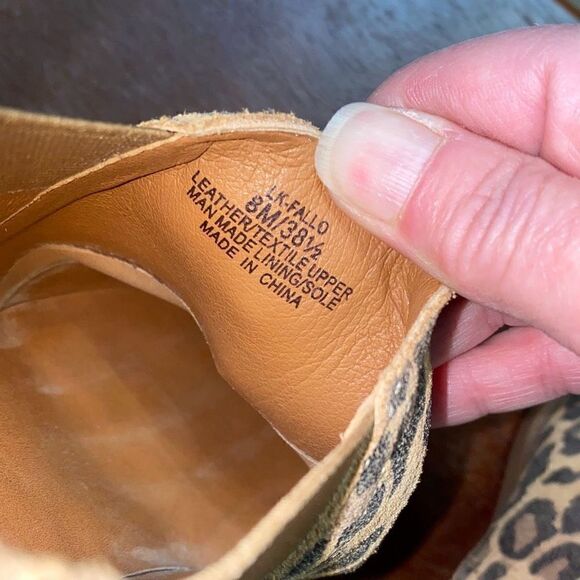 LK-FALLO
8M/38½
LEATHER/TEXTILE UPPER
MAN MADE LINING/SOLE
MADE IN CHINA